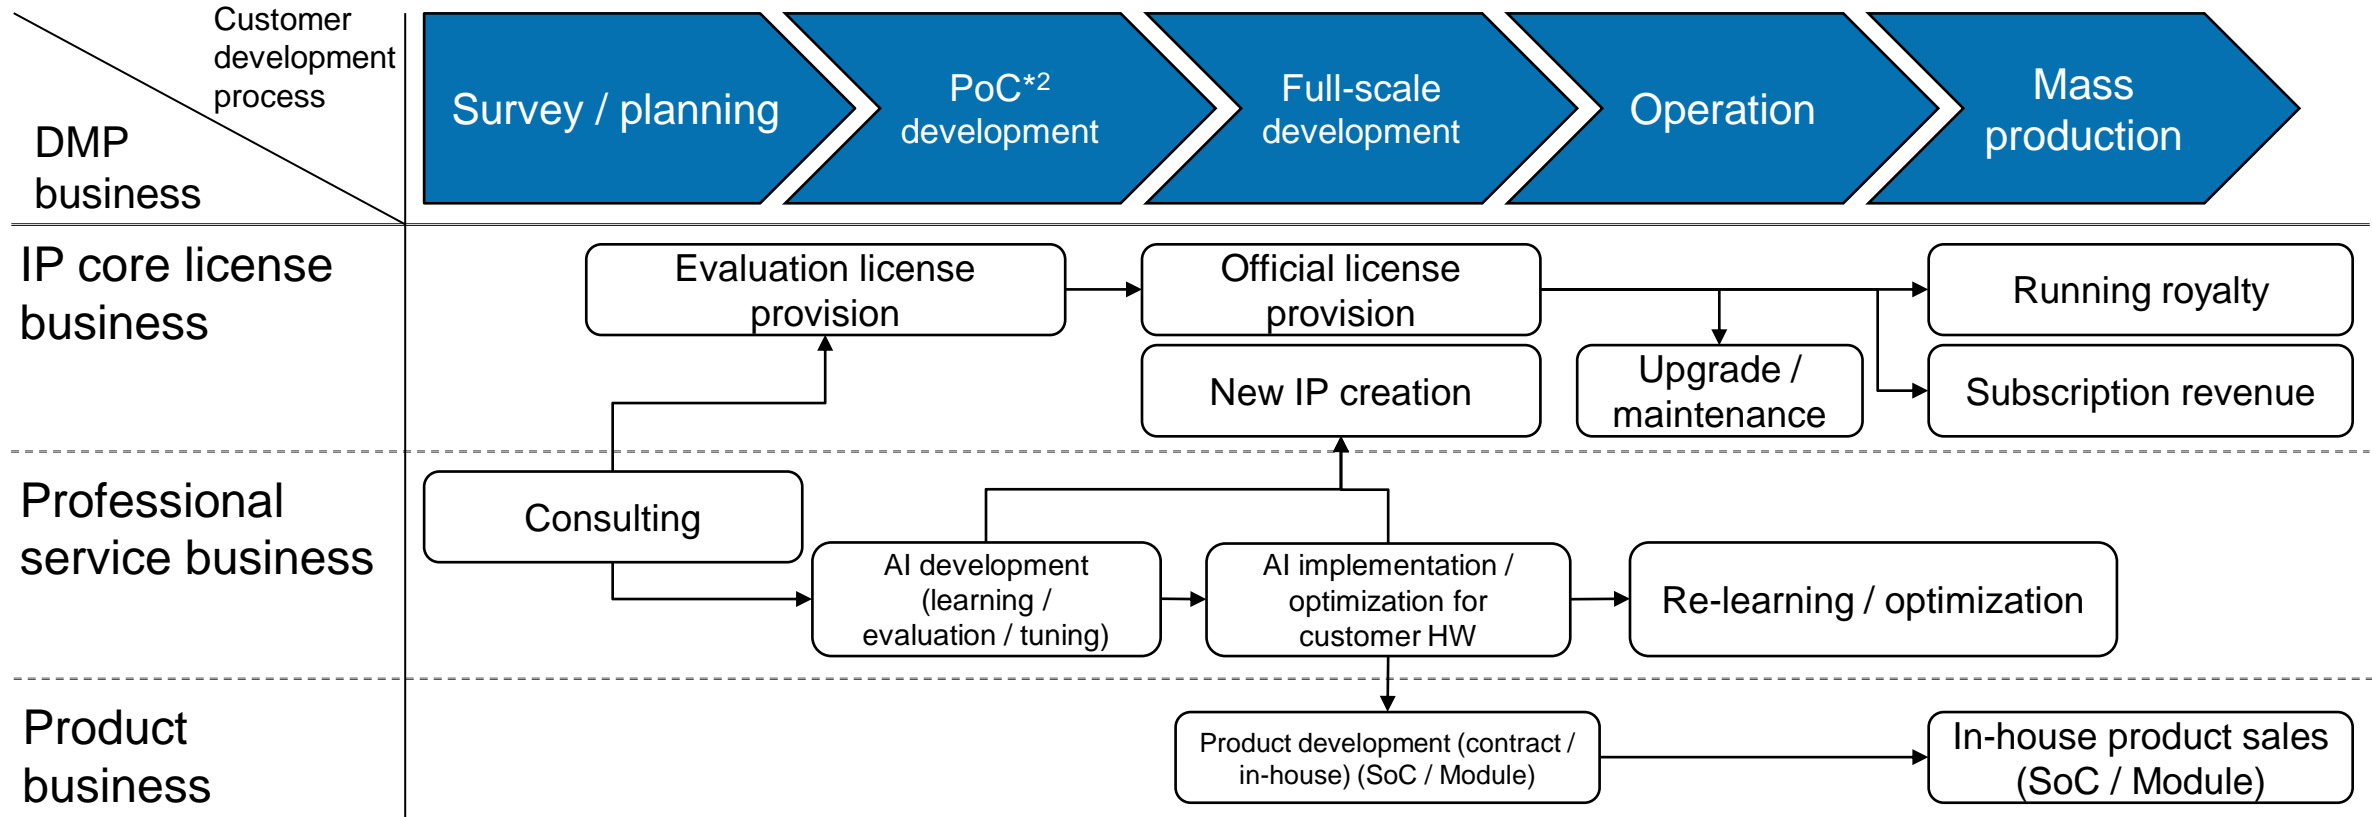 Customer
development
process
DMP
business
Survey / planning
PoC*2
development
Full-scale
development
Operation
Mass
production
IP core license
business
Evaluation license
provision
Official license
provision
Running royalty
New IP creation
Upgrade /
maintenance
Subscription revenue
Professional
service business
Consulting
AI development
(learning /
evaluation / tuning)
AI implementation /
optimization for
customer HW
Re-learning / optimization
Product
business
Product development (contract /
in-house) (SoC / Module)
In-house product sales
(SoC / Module)